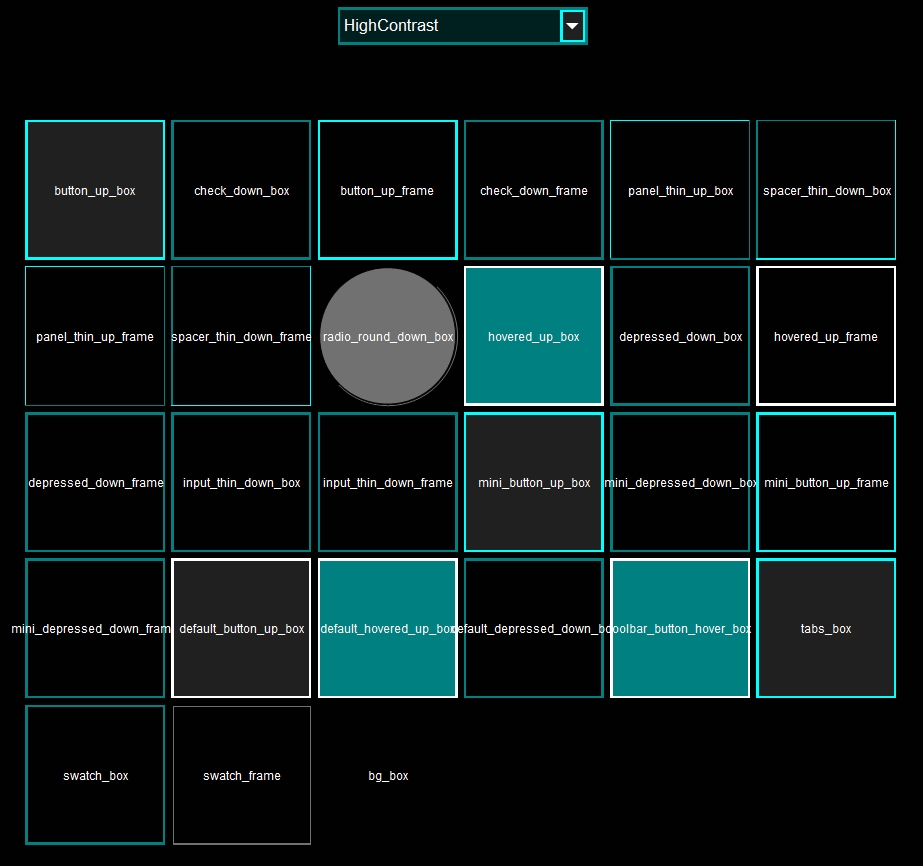 HighContrast
button_up_box
check_down_box
button_up_frame
check_down_frame
panel_thin_up_box
spacer_thin_down_box
panel_thin_up_frame
spacer_thin_down_frame
radio_round_down_box
hovered_up_box
depressed_down_box
hovered_up_frame
depressed_down_frame
input_thin_down_box
input_thin_down_frame
mini_button_up_box
mini_depressed_down_box
mini_button_up_frame
mini_depressed_down_fram
default_button_up_box
default_hovered_up_box
default_depressed_down_bo
oolbar_button_hover_box
tabs_box
swatch_box
swatch_frame
bg_box